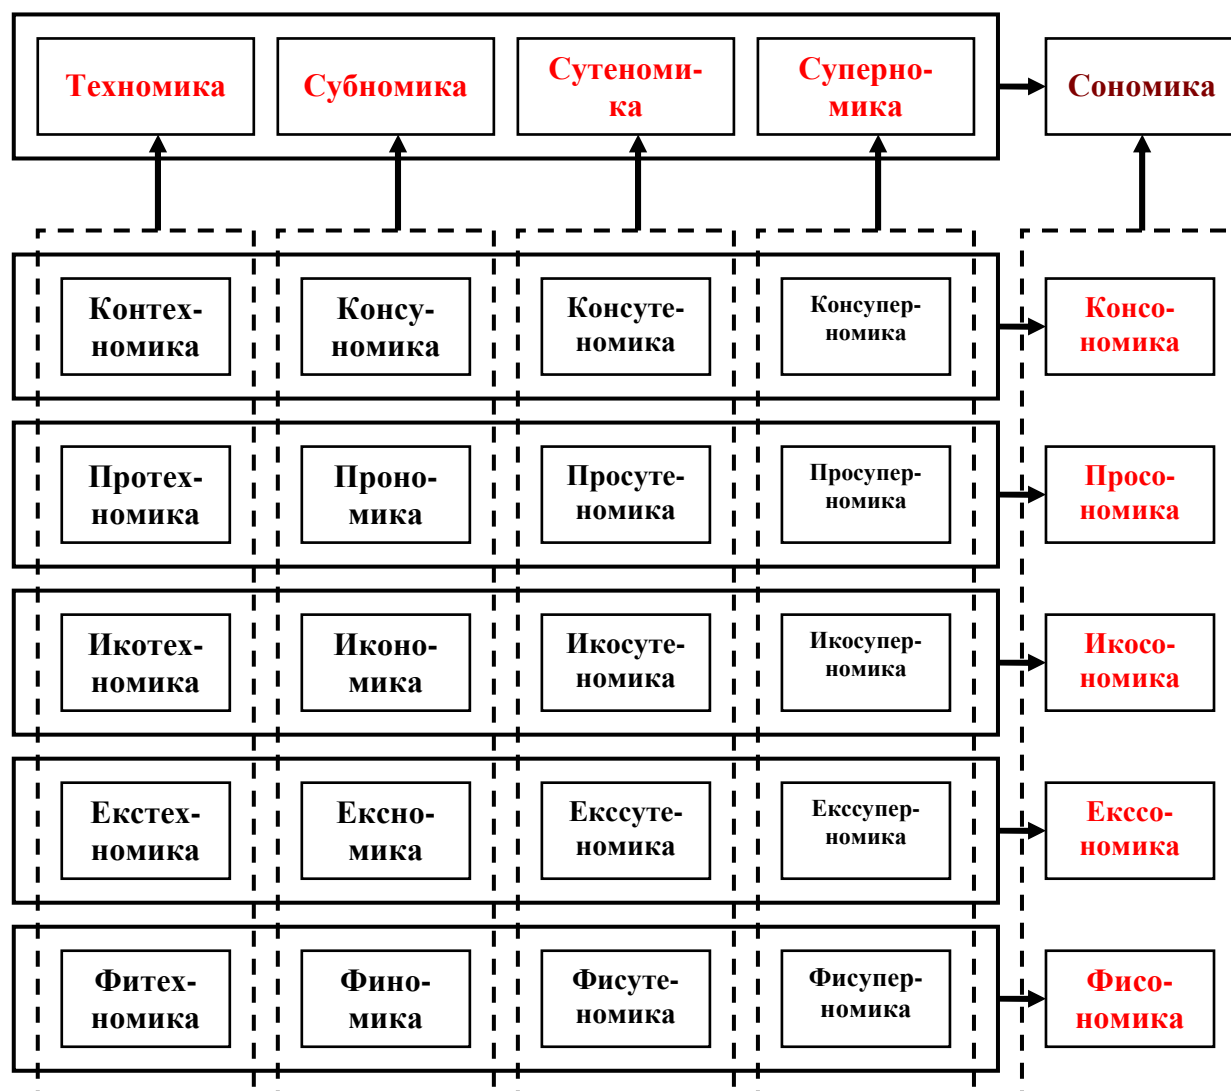 Техномика
Субномика
Сутеноми-
ка
Суперно-
мика
Сономика
Контех-
номика
Консу-
номика
Консуте-
номика
Консупер-
номика
Консо-
номика
Протех-
номика
Проно-
мика
Просуте-
номика
Просупер-
номика
Просо-
номика
Икотех-
номика
Иконо-
мика
Икосуте-
номика
Икосупер-
номика
Икосо-
номика
Екстех-
номика
Ексно-
мика
Екссуте-
номика
Екссупер-
номика
Екссо-
номика
Фитех-
номика
Фино-
мика
Фисуте-
номика
Фисупер-
номика
Фисо-
номика